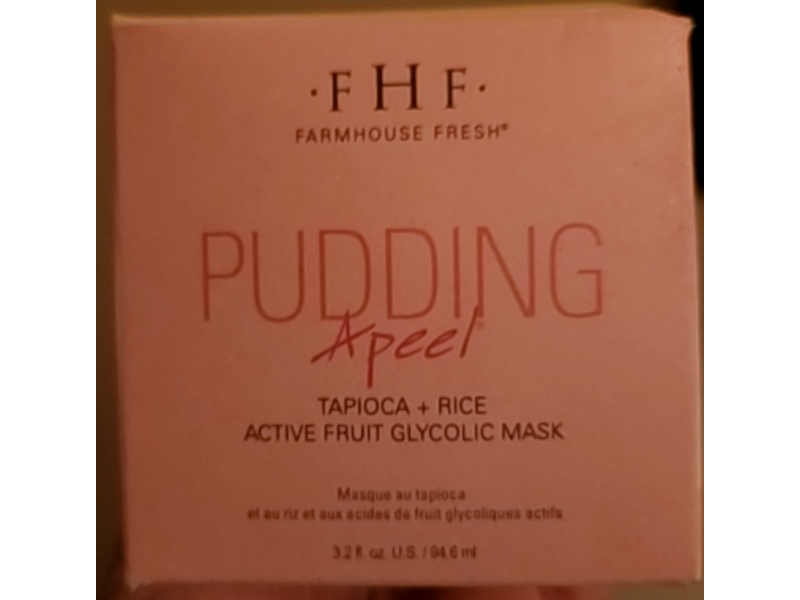 ·FHF·
FARMHOUSE FRESH®
PUDDING
Apeel®
TAPIOCA + RICE
ACTIVE FRUIT GLYCOLIC MASK
Masque au tapioca
et au riz et aux acides de fruit glycoliques actifs
3.2 fl. oz. U.S. / 94.6 ml